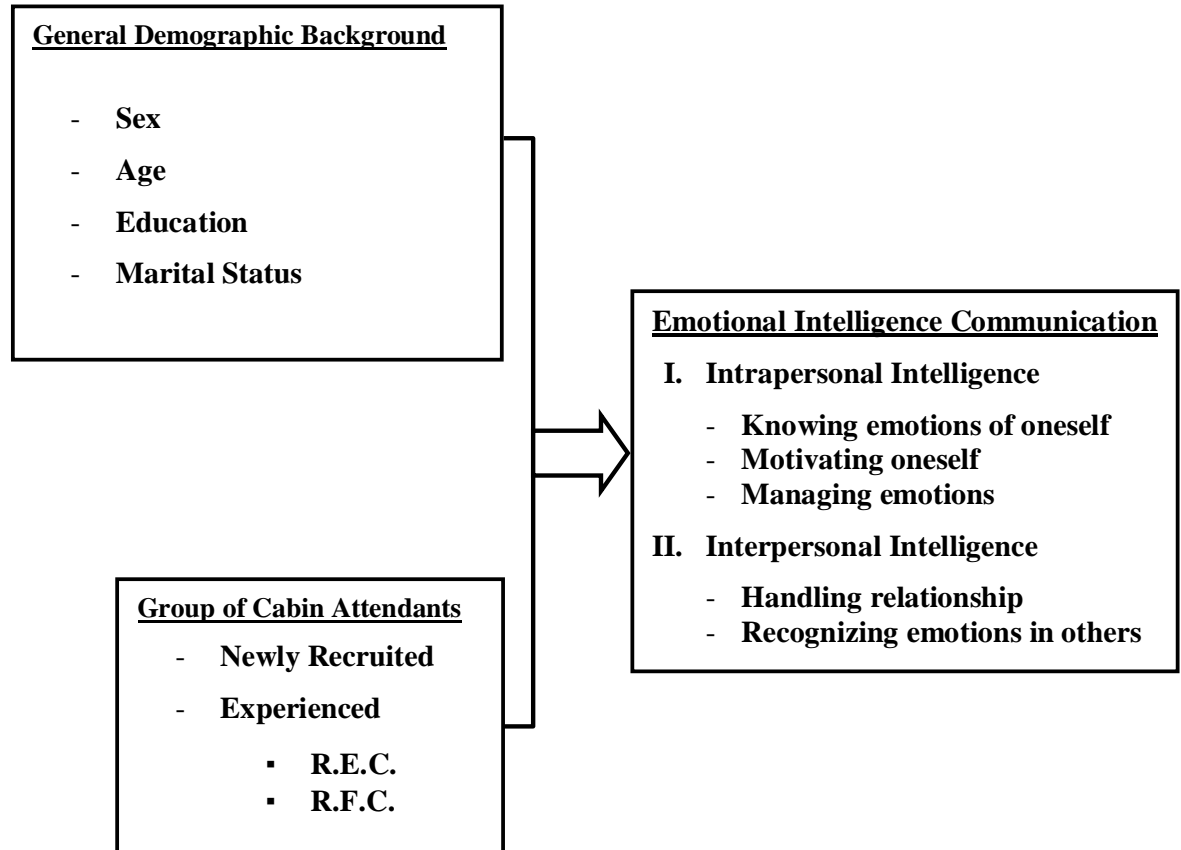 General Demographic Background
- Sex
- Age
- Education
- Marital Status
Group of Cabin Attendants
- Newly Recruited
- Experienced
▪ R.E.C.
▪ R.F.C.
Emotional Intelligence Communication
I. Intrapersonal Intelligence
- Knowing emotions of oneself
- Motivating oneself
- Managing emotions
II. Interpersonal Intelligence
- Handling relationship
- Recognizing emotions in others